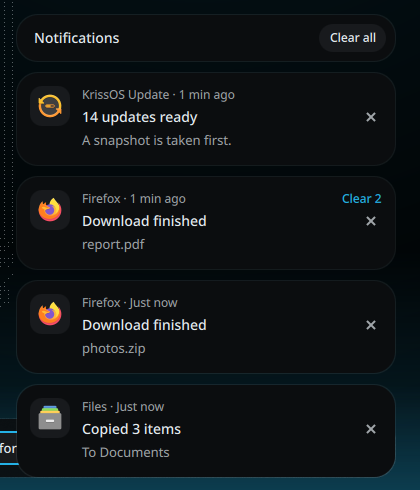 Notifications
Clear all
KrissOS Update · 1 min ago
14 updates ready
A snapshot is taken first.
Firefox · 1 min ago
Clear 2
Download finished
report.pdf
Firefox · Just now
Download finished
photos.zip
Files · Just now
Copied 3 items
To Documents
for